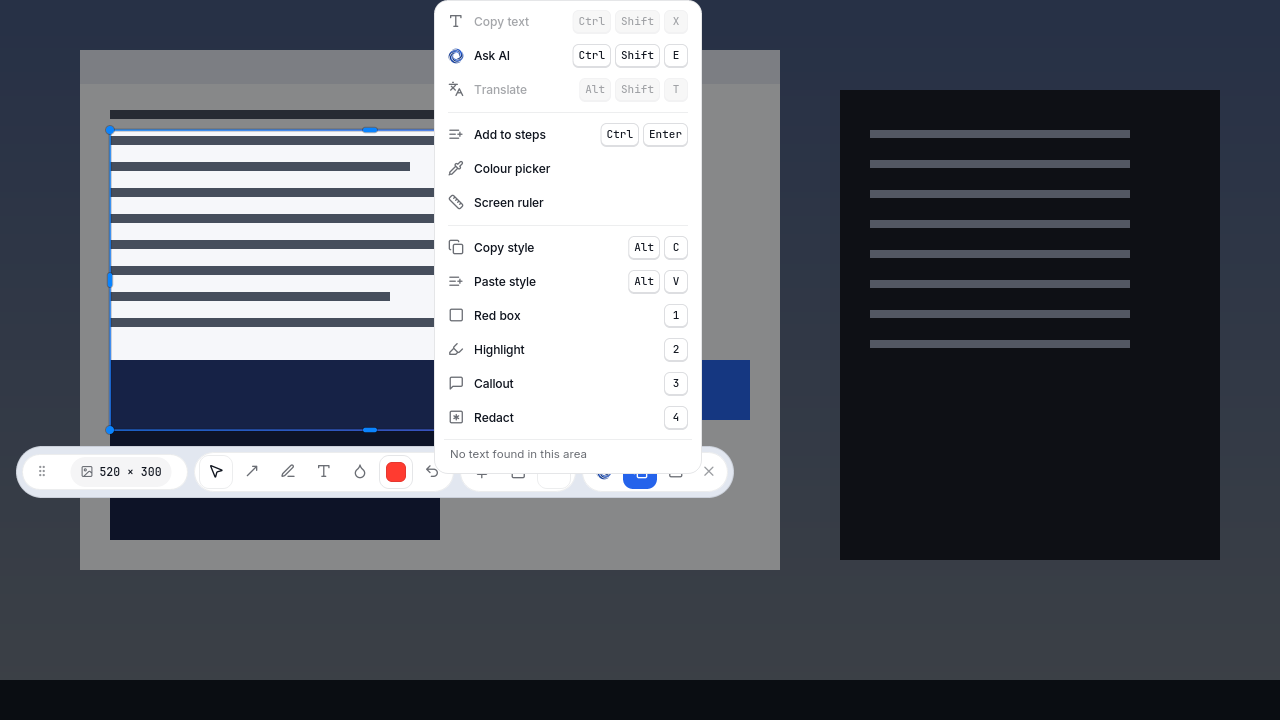 Copy text Ctrl Shift X
Ask AI Ctrl Shift E
Translate Alt Shift T
Add to steps Ctrl Enter
Colour picker
Screen ruler
Copy style Alt C
Paste style Alt V
Red box 1
Highlight 2
Callout 3
Redact 4
No text found in this area
520 × 300